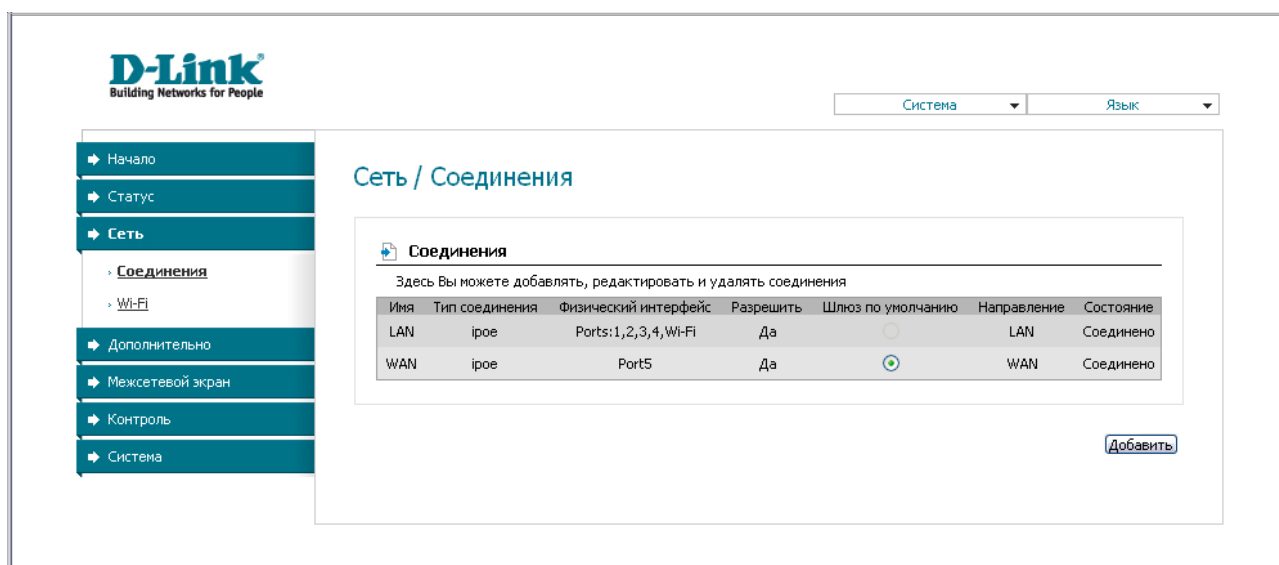 D-Link
Building Networks for People
Система Язык
Начало
Статус
Сеть
Соединения
Wi-Fi
Дополнительно
Межсетевой экран
Контроль
Система
Сеть / Соединения
Соединения
Здесь Вы можете добавлять, редактировать и удалять соединения
Имя Тип соединения Физический интерфейс Разрешить Шлюз по умолчанию Направление Состояние
LAN ipoe Ports:1,2,3,4,Wi-Fi Да LAN Соединено
WAN ipoe Port5 Да WAN Соединено
Добавить